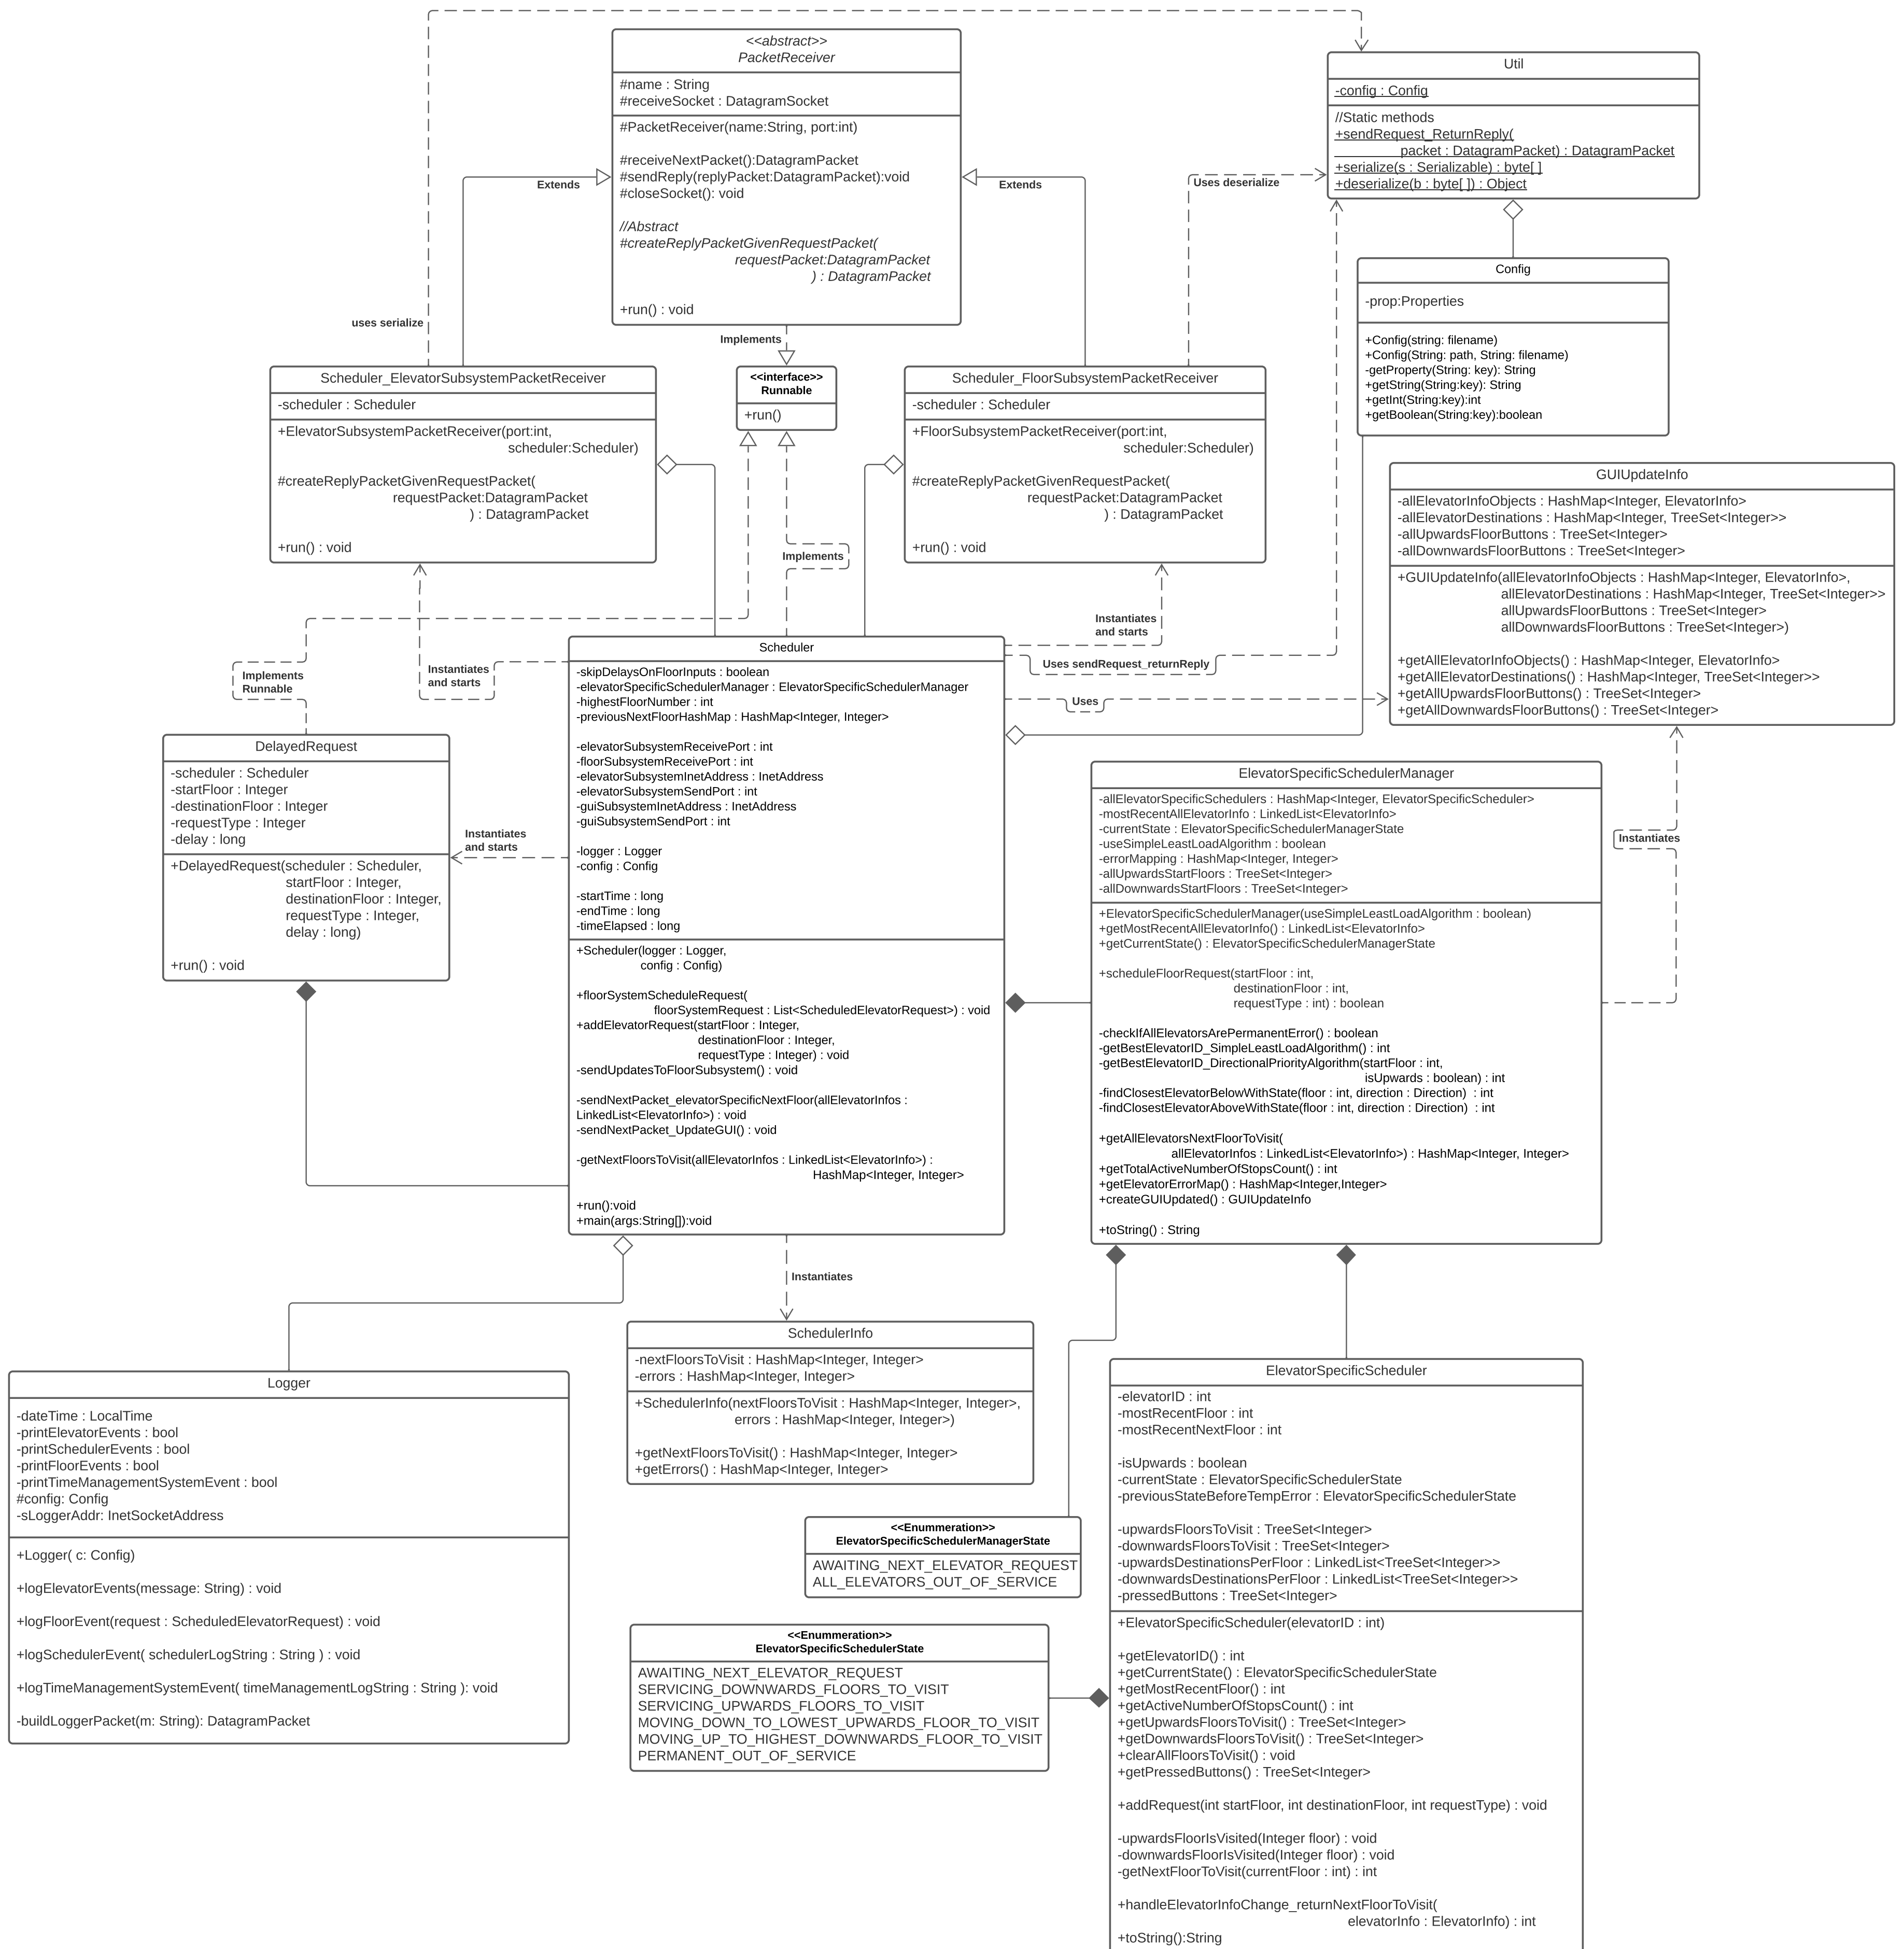 <<abstract>>
PacketReceiver
#name : String
#receiveSocket : DatagramSocket
#PacketReceiver(name:String, port:int)
#receiveNextPacket():DatagramPacket
#sendReply(replyPacket:DatagramPacket):void
#closeSocket(): void
//Abstract
#createReplyPacketGivenRequestPacket(
requestPacket:DatagramPacket
) : DatagramPacket
+run() : void
Util
-config : Config
//Static methods
+sendRequest_ReturnReply(
packet : DatagramPacket) : DatagramPacket
+serialize(s : Serializable) : byte[ ]
+deserialize(b : byte[ ]) : Object
Extends
Extends
Uses deserialize
uses serialize
Implements
Config
-prop:Properties
+Config(string: filename)
+Config(String: path, String: filename)
-getProperty(String: key): String
+getString(String:key): String
+getInt(String:key):int
+getBoolean(String:key):boolean
Scheduler_ElevatorSubsystemPacketReceiver
-scheduler : Scheduler
+ElevatorSubsystemPacketReceiver(port:int,
scheduler:Scheduler)
#createReplyPacketGivenRequestPacket(
requestPacket:DatagramPacket
) : DatagramPacket
+run() : void
<<interface>>
Runnable
+run()
Scheduler_FloorSubsystemPacketReceiver
-scheduler : Scheduler
+FloorSubsystemPacketReceiver(port:int,
scheduler:Scheduler)
#createReplyPacketGivenRequestPacket(
requestPacket:DatagramPacket
) : DatagramPacket
+run() : void
GUIUpdateInfo
-allElevatorInfoObjects : HashMap<Integer, ElevatorInfo>
-allElevatorDestinations : HashMap<Integer, TreeSet<Integer>>
-allUpwardsFloorButtons : TreeSet<Integer>
-allDownwardsFloorButtons : TreeSet<Integer>
+GUIUpdateInfo(allElevatorInfoObjects : HashMap<Integer, ElevatorInfo>,
allElevatorDestinations : HashMap<Integer, TreeSet<Integer>>
allUpwardsFloorButtons : TreeSet<Integer>
allDownwardsFloorButtons : TreeSet<Integer>)
+getAllElevatorInfoObjects() : HashMap<Integer, ElevatorInfo>
+getAllElevatorDestinations() : HashMap<Integer, TreeSet<Integer>>
+getAllUpwardsFloorButtons() : TreeSet<Integer>
+getAllDownwardsFloorButtons() : TreeSet<Integer>
Implements
Instantiates
and starts
Uses sendRequest_returnReply
Uses
Instantiates
and starts
Implements
Runnable
DelayedRequest
-scheduler : Scheduler
-startFloor : Integer
-destinationFloor : Integer
-requestType : Integer
-delay : long
+DelayedRequest(scheduler : Scheduler,
startFloor : Integer,
destinationFloor : Integer,
requestType : Integer,
delay : long)
+run() : void
Instantiates
and starts
Scheduler
-skipDelaysOnFloorInputs : boolean
-elevatorSpecificSchedulerManager : ElevatorSpecificSchedulerManager
-highestFloorNumber : int
-previousNextFloorHashMap : HashMap<Integer, Integer>
-elevatorSubsystemReceivePort : int
-floorSubsystemReceivePort : int
-elevatorSubsystemInetAddress : InetAddress
-elevatorSubsystemSendPort : int
-guiSubsystemInetAddress : InetAddress
-guiSubsystemSendPort : int
-logger : Logger
-config : Config
-startTime : long
-endTime : long
-timeElapsed : long
+Scheduler(logger : Logger,
config : Config)
+floorSystemScheduleRequest(
floorSystemRequest : List<ScheduledElevatorRequest>) : void
+addElevatorRequest(startFloor : Integer,
destinationFloor : Integer,
requestType : Integer) : void
-sendUpdatesToFloorSubsystem() : void
-sendNextPacket_elevatorSpecificNextFloor(allElevatorInfos :
LinkedList<ElevatorInfo>) : void
-sendNextPacket_UpdateGUI() : void
-getNextFloorsToVisit(allElevatorInfos : LinkedList<ElevatorInfo>) :
HashMap<Integer, Integer>
+run():void
+main(args:String[]):void
ElevatorSpecificSchedulerManager
-allElevatorSpecificSchedulers : HashMap<Integer, ElevatorSpecificScheduler>
-mostRecentAllElevatorInfo : LinkedList<ElevatorInfo>
-currentState : ElevatorSpecificSchedulerManagerState
-useSimpleLeastLoadAlgorithm : boolean
-errorMapping : HashMap<Integer, Integer>
-allUpwardsStartFloors : TreeSet<Integer>
-allDownwardsStartFloors : TreeSet<Integer>
+ElevatorSpecificSchedulerManager(useSimpleLeastLoadAlgorithm : boolean)
+getMostRecentAllElevatorInfo() : LinkedList<ElevatorInfo>
+getCurrentState() : ElevatorSpecificSchedulerManagerState
+scheduleFloorRequest(startFloor : int,
destinationFloor : int,
requestType : int) : boolean
-checkIfAllElevatorsArePermanentError() : boolean
-getBestElevatorID_SimpleLeastLoadAlgorithm() : int
-getBestElevatorID_DirectionalPriorityAlgorithm(startFloor : int,
isUpwards : boolean) : int
-findClosestElevatorBelowWithState(floor : int, direction : Direction)  : int
-findClosestElevatorAboveWithState(floor : int, direction : Direction)  : int
+getAllElevatorsNextFloorToVisit(
allElevatorInfos : LinkedList<ElevatorInfo>) : HashMap<Integer, Integer>
+getTotalActiveNumberOfStopsCount() : int
+getElevatorErrorMap() : HashMap<Integer,Integer>
+createGUIUpdated() : GUIUpdateInfo
+toString() : String
Instantiates
Instantiates
Logger
-dateTime : LocalTime
-printElevatorEvents : bool
-printSchedulerEvents : bool
-printFloorEvents : bool
-printTimeManagementSystemEvent : bool
#config: Config
-sLoggerAddr: InetSocketAddress
+Logger( c: Config)
+logElevatorEvents(message: String) : void
+logFloorEvent(request : ScheduledElevatorRequest) : void
+logSchedulerEvent( schedulerLogString : String ) : void
+logTimeManagementSystemEvent( timeManagementLogString : String ): void
-buildLoggerPacket(m: String): DatagramPacket
SchedulerInfo
-nextFloorsToVisit : HashMap<Integer, Integer>
-errors : HashMap<Integer, Integer>
+SchedulerInfo(nextFloorsToVisit : HashMap<Integer, Integer>,
errors : HashMap<Integer, Integer>)
+getNextFloorsToVisit() : HashMap<Integer, Integer>
+getErrors() : HashMap<Integer, Integer>
<<Enummeration>>
ElevatorSpecificSchedulerManagerState
AWAITING_NEXT_ELEVATOR_REQUEST
ALL_ELEVATORS_OUT_OF_SERVICE
<<Enummeration>>
ElevatorSpecificSchedulerState
AWAITING_NEXT_ELEVATOR_REQUEST
SERVICING_DOWNWARDS_FLOORS_TO_VISIT
SERVICING_UPWARDS_FLOORS_TO_VISIT
MOVING_DOWN_TO_LOWEST_UPWARDS_FLOOR_TO_VISIT
MOVING_UP_TO_HIGHEST_DOWNWARDS_FLOOR_TO_VISIT
PERMANENT_OUT_OF_SERVICE
ElevatorSpecificScheduler
-elevatorID : int
-mostRecentFloor : int
-mostRecentNextFloor : int
-isUpwards : boolean
-currentState : ElevatorSpecificSchedulerState
-previousStateBeforeTempError : ElevatorSpecificSchedulerState
-upwardsFloorsToVisit : TreeSet<Integer>
-downwardsFloorsToVisit : TreeSet<Integer>
-upwardsDestinationsPerFloor : LinkedList<TreeSet<Integer>>
-downwardsDestinationsPerFloor : LinkedList<TreeSet<Integer>>
-pressedButtons : TreeSet<Integer>
+ElevatorSpecificScheduler(elevatorID : int)
+getElevatorID() : int
+getCurrentState() : ElevatorSpecificSchedulerState
+getMostRecentFloor() : int
+getActiveNumberOfStopsCount() : int
+getUpwardsFloorsToVisit() : TreeSet<Integer>
+getDownwardsFloorsToVisit() : TreeSet<Integer>
+clearAllFloorsToVisit() : void
+getPressedButtons() : TreeSet<Integer>
+addRequest(int startFloor, int destinationFloor, int requestType) : void
-upwardsFloorIsVisited(Integer floor) : void
-downwardsFloorIsVisited(Integer floor) : void
-getNextFloorToVisit(currentFloor : int) : int
+handleElevatorInfoChange_returnNextFloorToVisit(
elevatorInfo : ElevatorInfo) : int
+toString():String